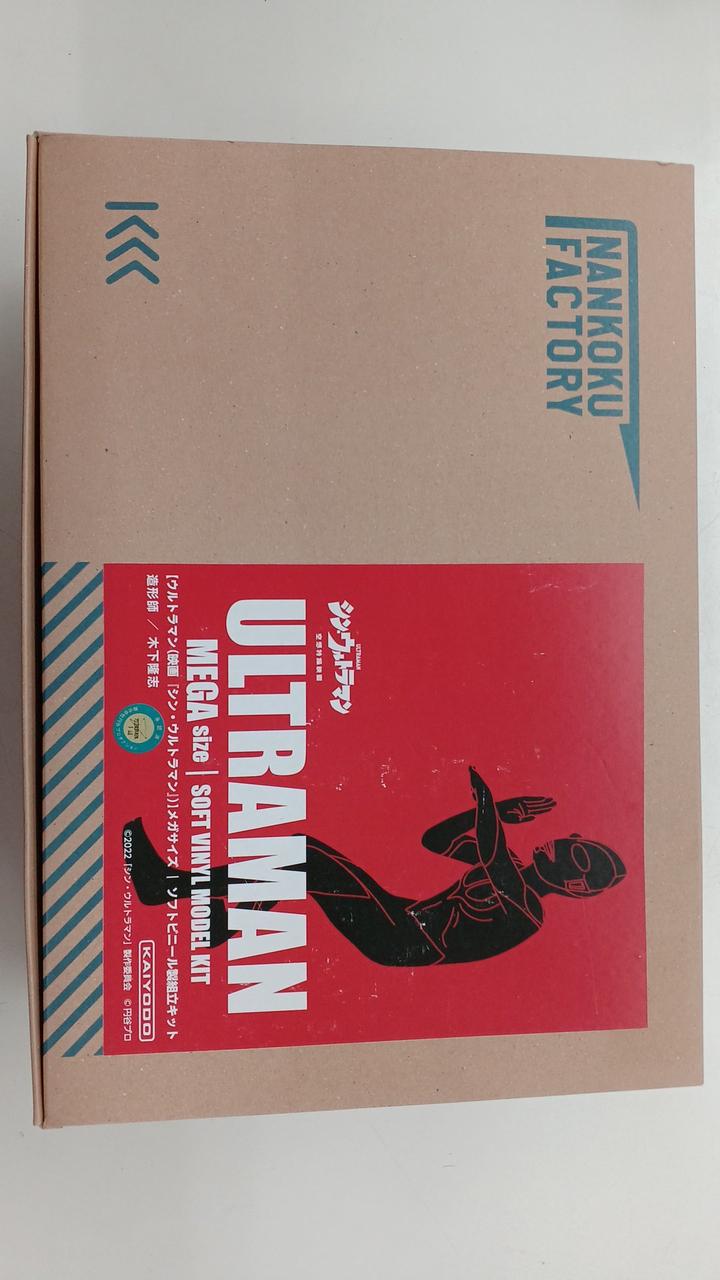 NANKOKU
FACTORY
ULTRAMAN
シン・ウルトラマン
空想特撮映画
ULTRAMAN
MEGA size | SOFT VINYL MODEL KIT
[ウルトラマン(映画『シン・ウルトラマン』)]メガサイズ | ソフトビニール製組立キット
造形師 / 木下隆志
KAIYODO
©2022「シン・ウルトラマン」製作委員会 ©円谷プロ